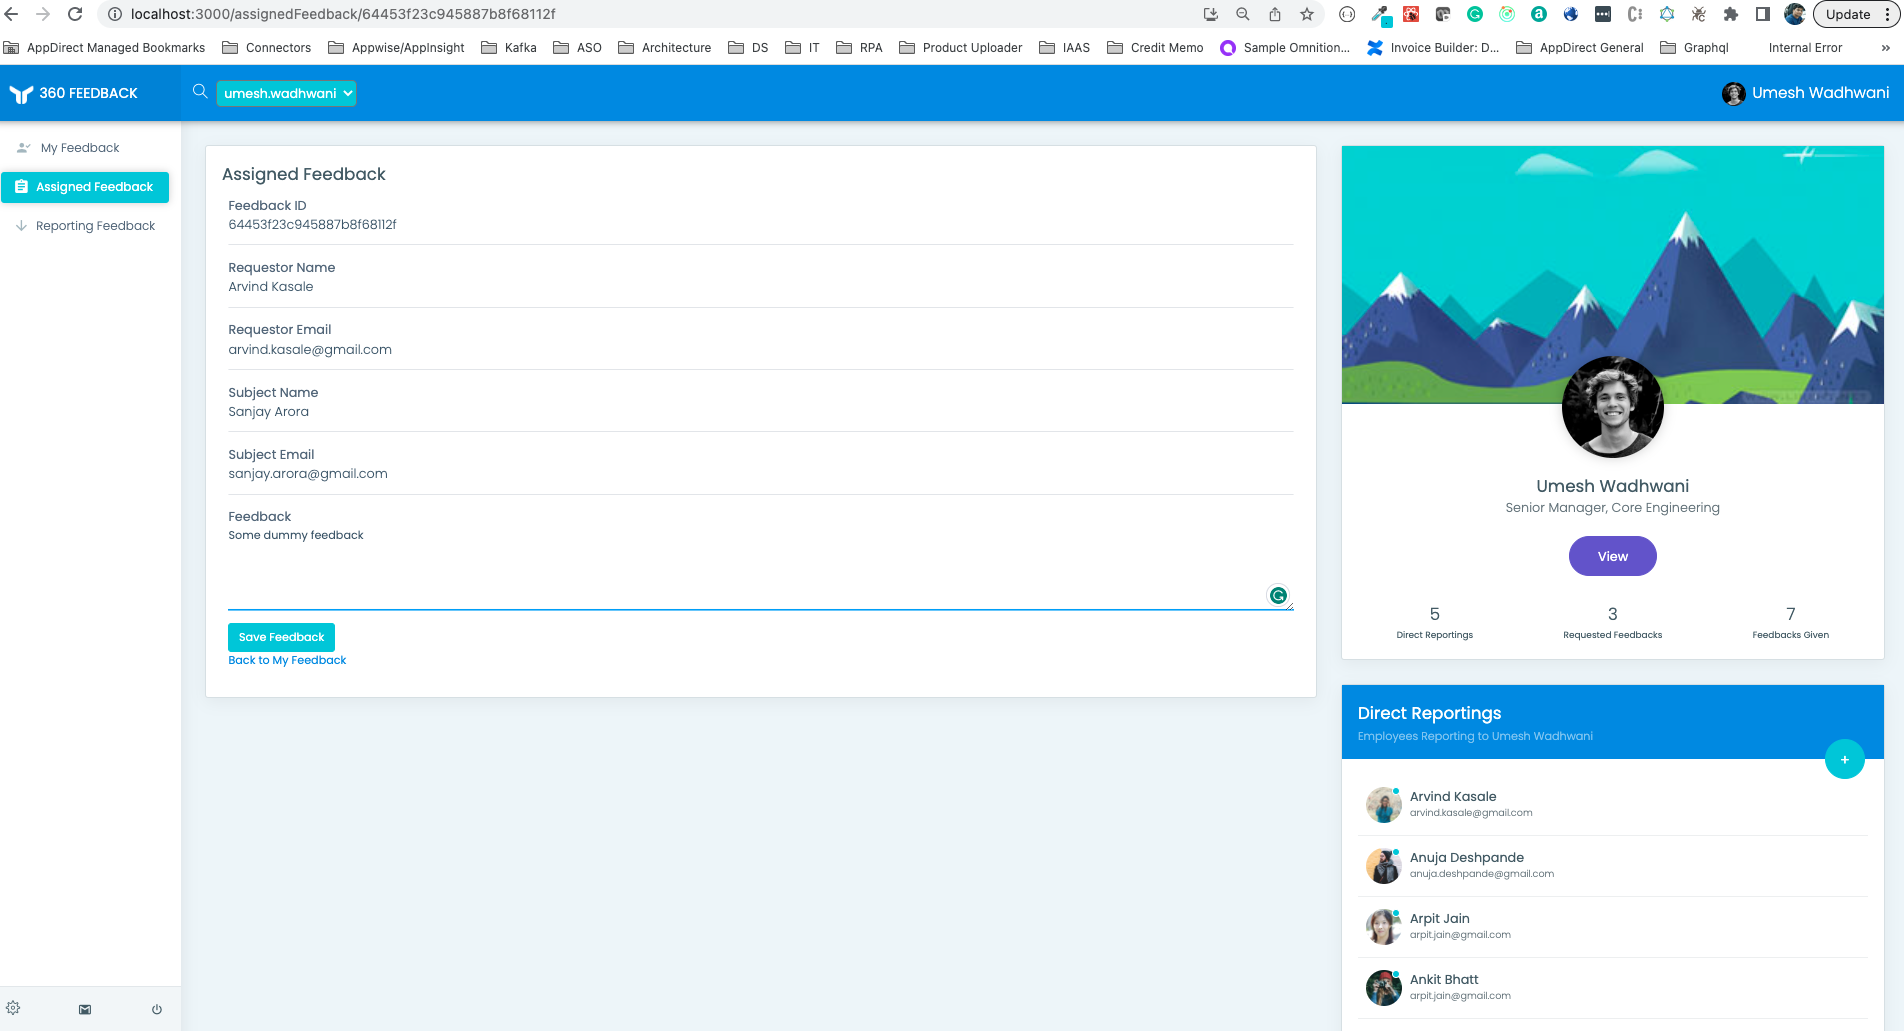 localhost:3000/assignedFeedback/64453f23c945887b8f68112f
Update
AppDirect Managed Bookmarks
Connectors
Appwise/AppInsight
Kafka
ASO
Architecture
DS
IT
RPA
Product Uploader
IAAS
Credit Memo
Sample Omnition...
Invoice Builder: D...
AppDirect General
Graphql
Internal Error
»
360 FEEDBACK
umesh.wadhwani
Umesh Wadhwani
My Feedback
Assigned Feedback
Reporting Feedback
Assigned Feedback
Feedback ID
64453f23c945887b8f68112f
Requestor Name
Arvind Kasale
Requestor Email
arvind.kasale@gmail.com
Subject Name
Sanjay Arora
Subject Email
sanjay.arora@gmail.com
Feedback
Some dummy feedback
Save Feedback
Back to My Feedback
Umesh Wadhwani
Senior Manager, Core Engineering
View
5
Direct Reportings
3
Requested Feedbacks
7
Feedbacks Given
Direct Reportings
Employees Reporting to Umesh Wadhwani
+
Arvind Kasale
arvind.kasale@gmail.com
Anuja Deshpande
anuja.deshpande@gmail.com
Arpit Jain
arpit.jain@gmail.com
Ankit Bhatt
arpit.jain@gmail.com